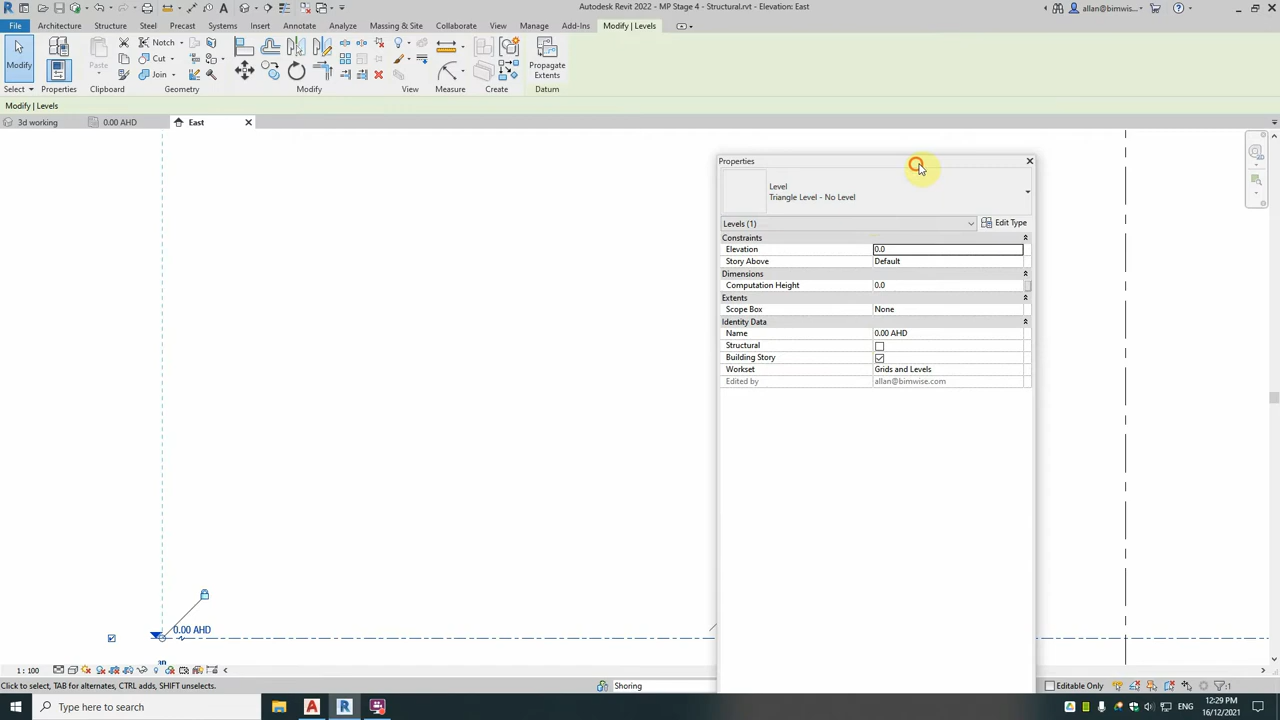 Autodesk Revit 2022 - MP Stage 4 - Structural.rvt - Elevation: East
allan@bimwise....
File Architecture Structure Steel Precast Systems Insert Annotate Analyze Massing & Site Collaborate View Manage Add-Ins Modify | Levels
Modify
Paste
Notch
Cut
Join
Propagate
Extents
Select Properties Clipboard Geometry Modify View Measure Create Datum
Modify | Levels
3d working 0.00 AHD East
Properties
Level
Triangle Level - No Level
Levels (1) Edit Type
Constraints
Elevation 0.0
Story Above Default
Dimensions
Computation Height 0.0
Extents
Scope Box None
Identity Data
Name 0.00 AHD
Structural
Building Story
Workset Grids and Levels
Edited by allan@bimwise.com
0.00 AHD
3D
1 : 100
Click to select, TAB for alternates, CTRL adds, SHIFT unselects.
Shoring
Editable Only
:1
Type here to search
ENG
12:29 PM
16/12/2021